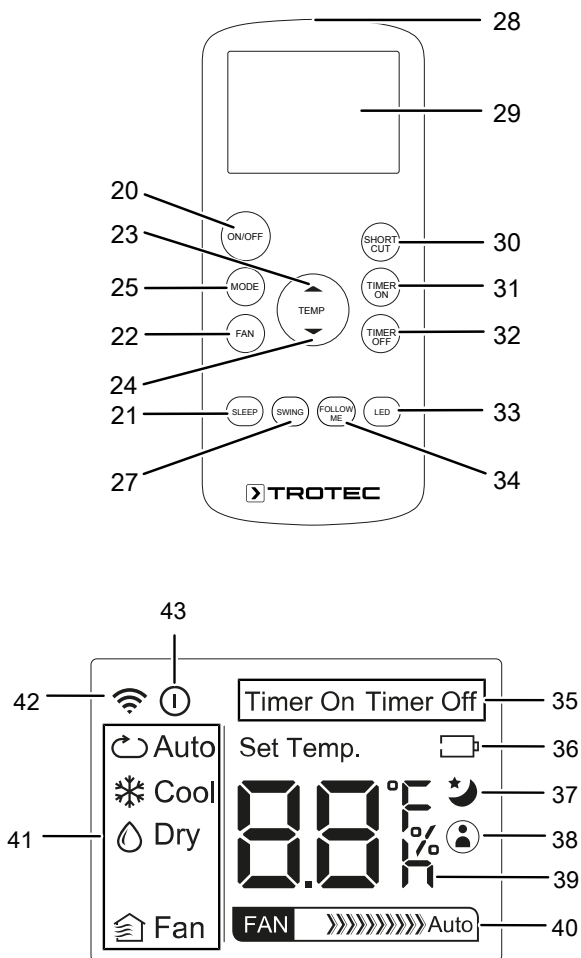 28
29
20
ON/OFF
23
SHORT CUT
30
25
MODE
TIMER ON
31
TEMP
22
FAN
TIMER OFF
32
24
21
SLEEP
SWING
FOLLOW ME
LED
33
27
34
TROTEC
43
42
Timer On Timer Off
35
Auto
Set Temp.
36
Cool
88
°F
37
41
Dry
%
38
h
39
Fan
FAN
Auto
40